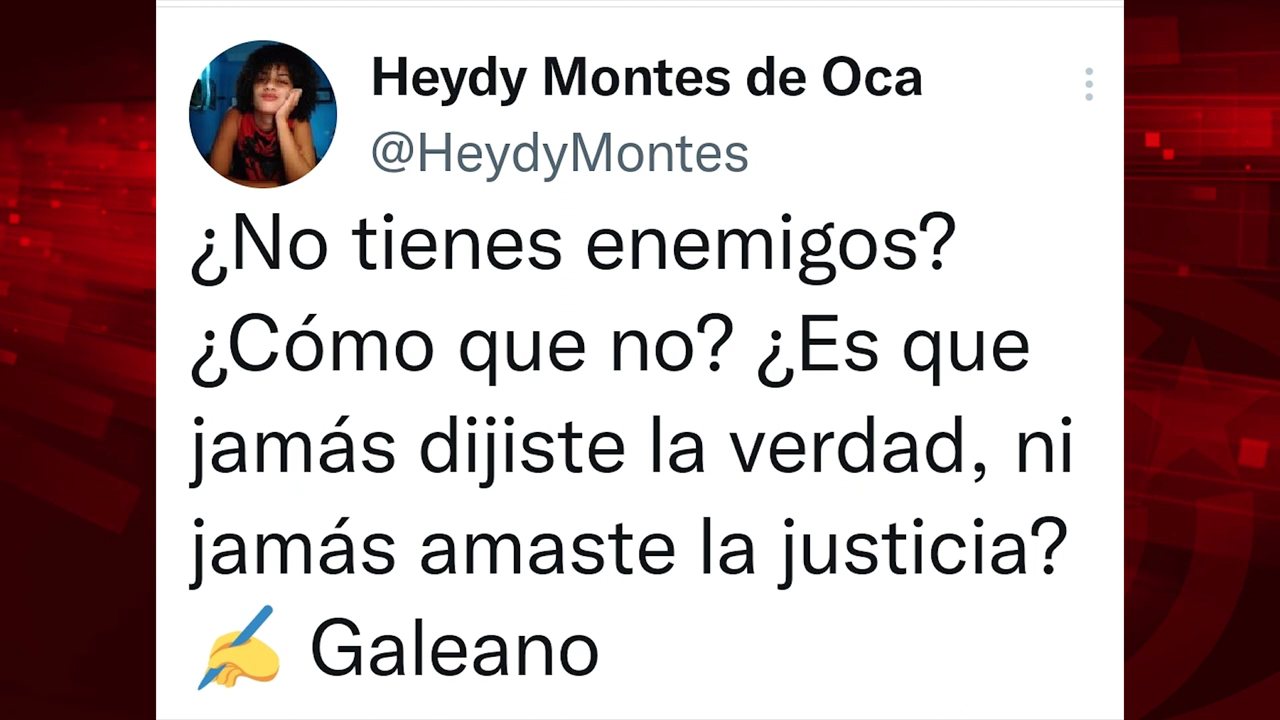 Heydy Montes de Oca
@HeydyMontes
¿No tienes enemigos?
¿Cómo que no? ¿Es que
jamás dijiste la verdad, ni
jamás amaste la justicia?
✍️ Galeano